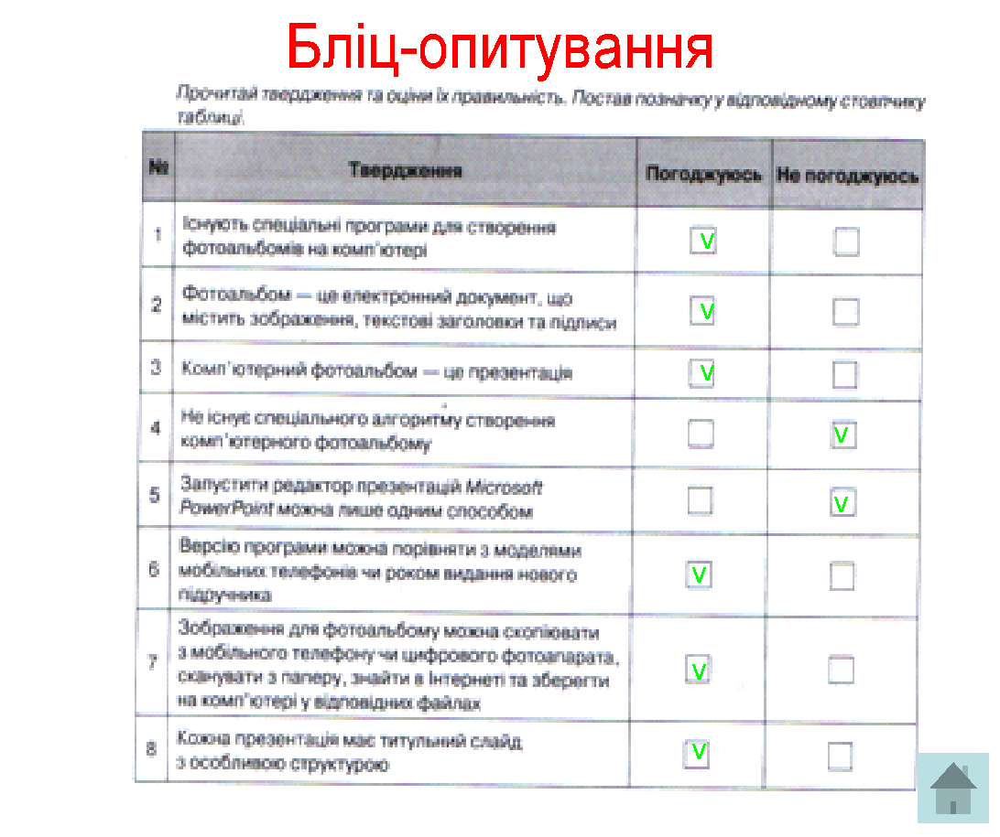 Бліц-опитування
Прочитай твердження та оціни їх правильність. Постав позначку у відповідному стовпчику
таблиці.
№ Твердження Погоджуюсь Не погоджуюсь
1 Існують спеціальні програми для створення
фотоальбомів на комп'ютері v
2 Фотоальбом — це електронний документ, що
містить зображення, текстові заголовки та підписи v
3 Комп'ютерний фотоальбом — це презентація v
4 Не існує спеціального алгоритму створення
комп'ютерного фотоальбому v
5 Запустити редактор презентацій Microsoft
PowerPoint можна лише одним способом v
6 Версію програми можна порівняти з моделями
мобільних телефонів чи роком видання нового
підручника v
7 Зображення для фотоальбому можна скопіювати
з мобільного телефону чи цифрового фотоапарата,
сканувати з паперу, знайти в Інтернеті та зберегти
на комп'ютері у відповідних файлах v
8 Кожна презентація має титульний слайд
з особливою структурою v